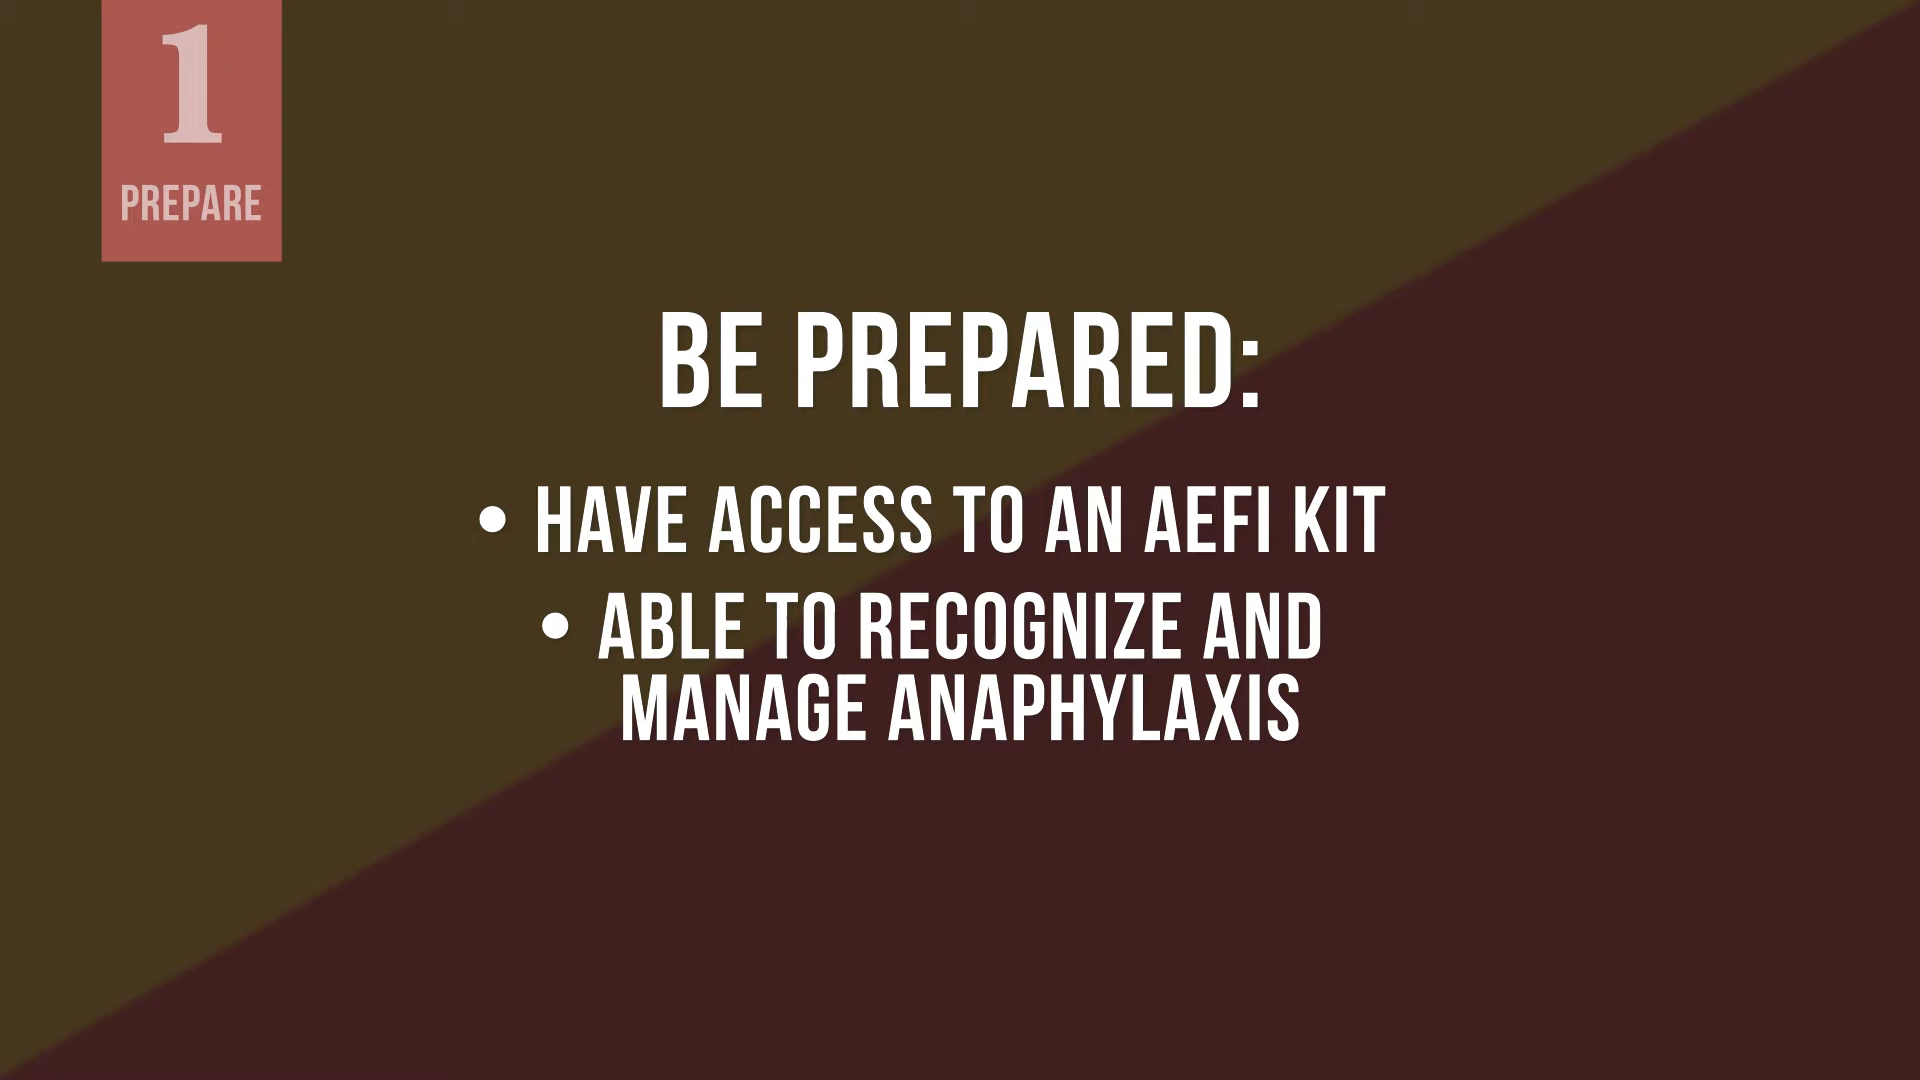 1
PREPARE
BE PREPARED:
• HAVE ACCESS TO AN AEFI KIT
• ABLE TO RECOGNIZE AND
MANAGE ANAPHYLAXIS